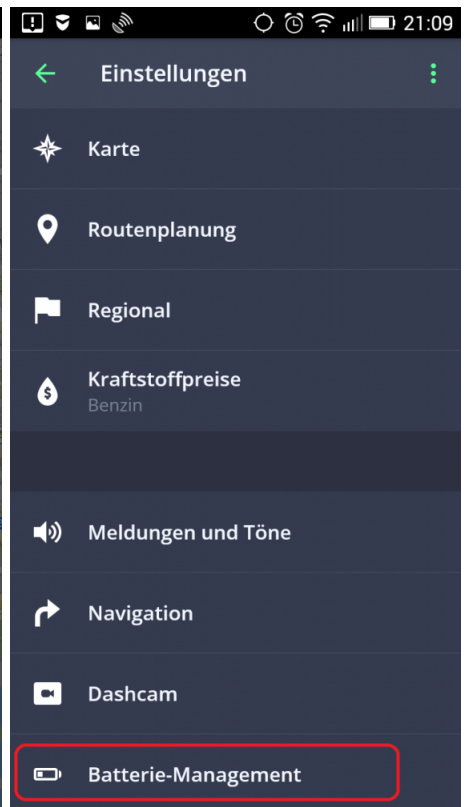 21:09
Einstellungen
Karte
Routenplanung
Regional
Kraftstoffpreise
Benzin
Meldungen und Töne
Navigation
Dashcam
Batterie-Management